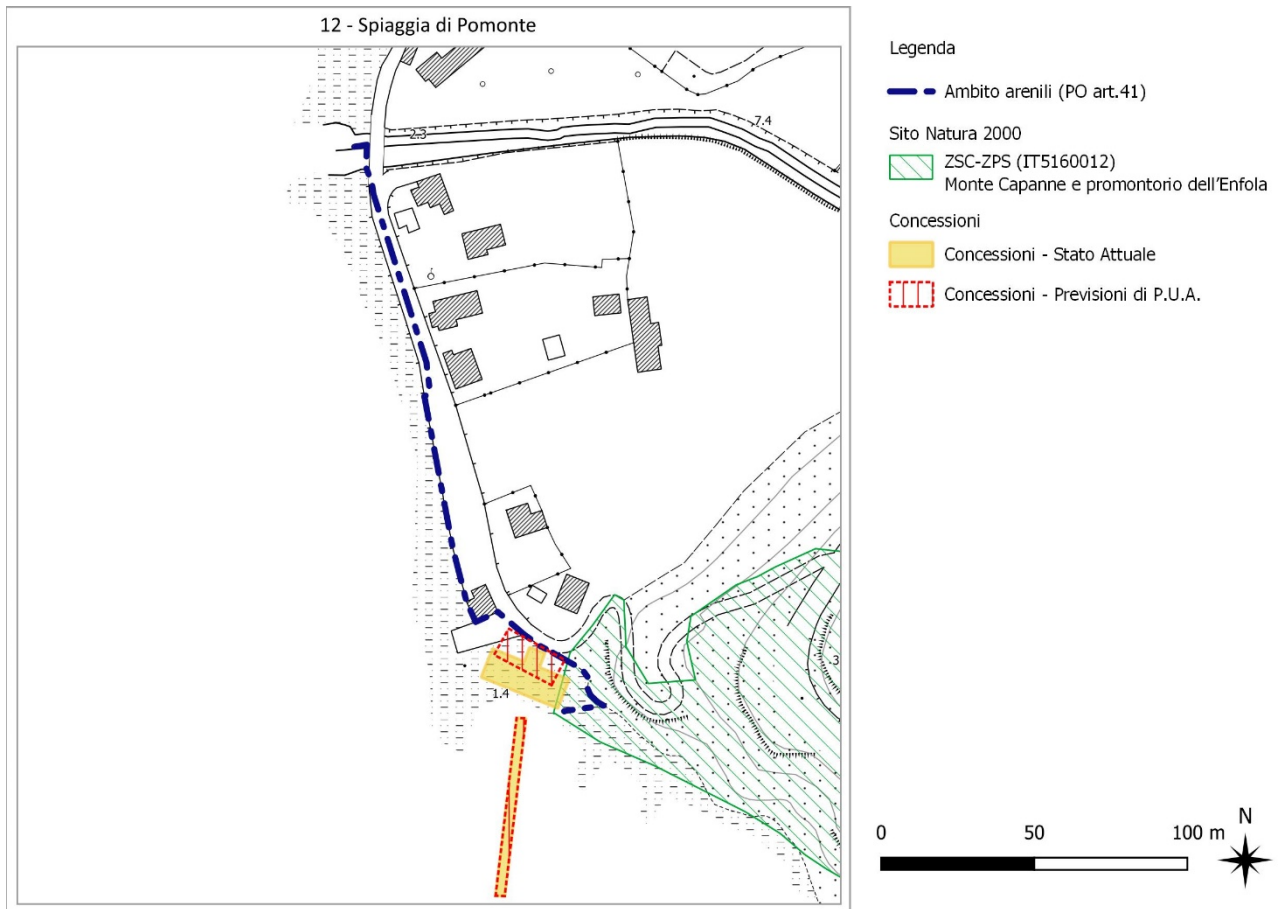 12 - Spiaggia di Pomonte
2.3
7.4
3
1.4
Legenda
Ambito arenili (PO art.41)
Sito Natura 2000
ZSC-ZPS (IT5160012)
Monte Capanne e promontorio dell'Enfola
Concessioni
Concessioni - Stato Attuale
Concessioni - Previsioni di P.U.A.
0 50 100 m
N